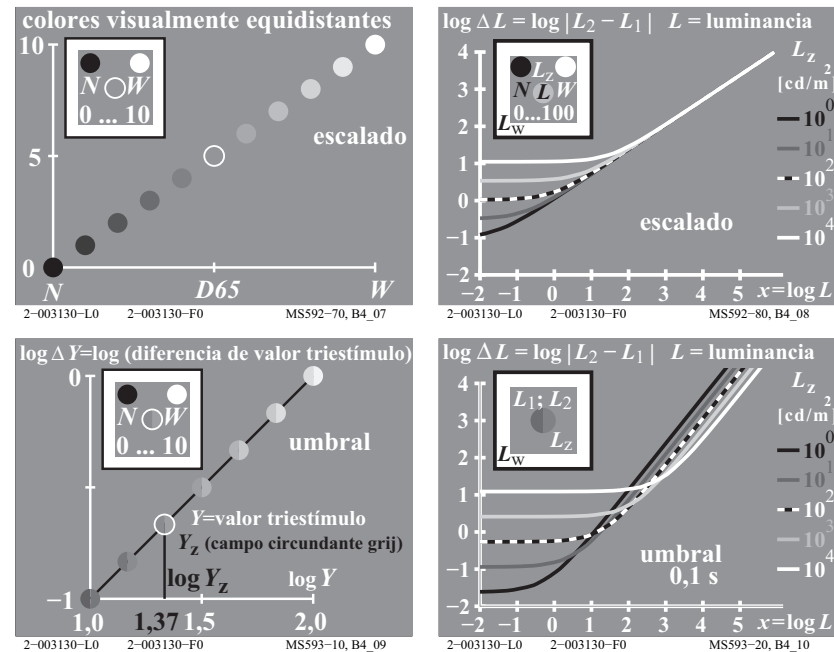 colores visualmente equidistantes
10
N W
0 ... 10
escalado
5
0
N D65 W
2-003130-L0 2-003130-F0 MS592-70, B4_07
log Δ L = log | L2 – L1 | L = luminancia
4
3
2
1
0
−1
−2
Lz
N L W
0...100
Lw
escalado
Lz
[cd/m2]
10^0
10^1
10^2
10^3
10^4
−2 −1 0 1 2 3 4 5 x = log L
2-003130-L0 2-003130-F0 MS592-80, B4_08
log Δ Y=log (diferencia de valor triestímulo)
0
N W
0 ... 10
umbral
Y=valor triestímulo
Yz (campo circundante grij)
log Yz log Y
−1
1,0 1,37 1,5 2,0
2-003130-L0 2-003130-F0 MS593-10, B4_09
log Δ L = log | L2 – L1 | L = luminancia
4
3
2
1
0
−1
−2
L1; L2
Lz
Lw
umbral
0,1 s
Lz
[cd/m2]
10^0
10^1
10^2
10^3
10^4
−2 −1 0 1 2 3 4 5 x = log L
2-003130-L0 2-003130-F0 MS593-20, B4_10